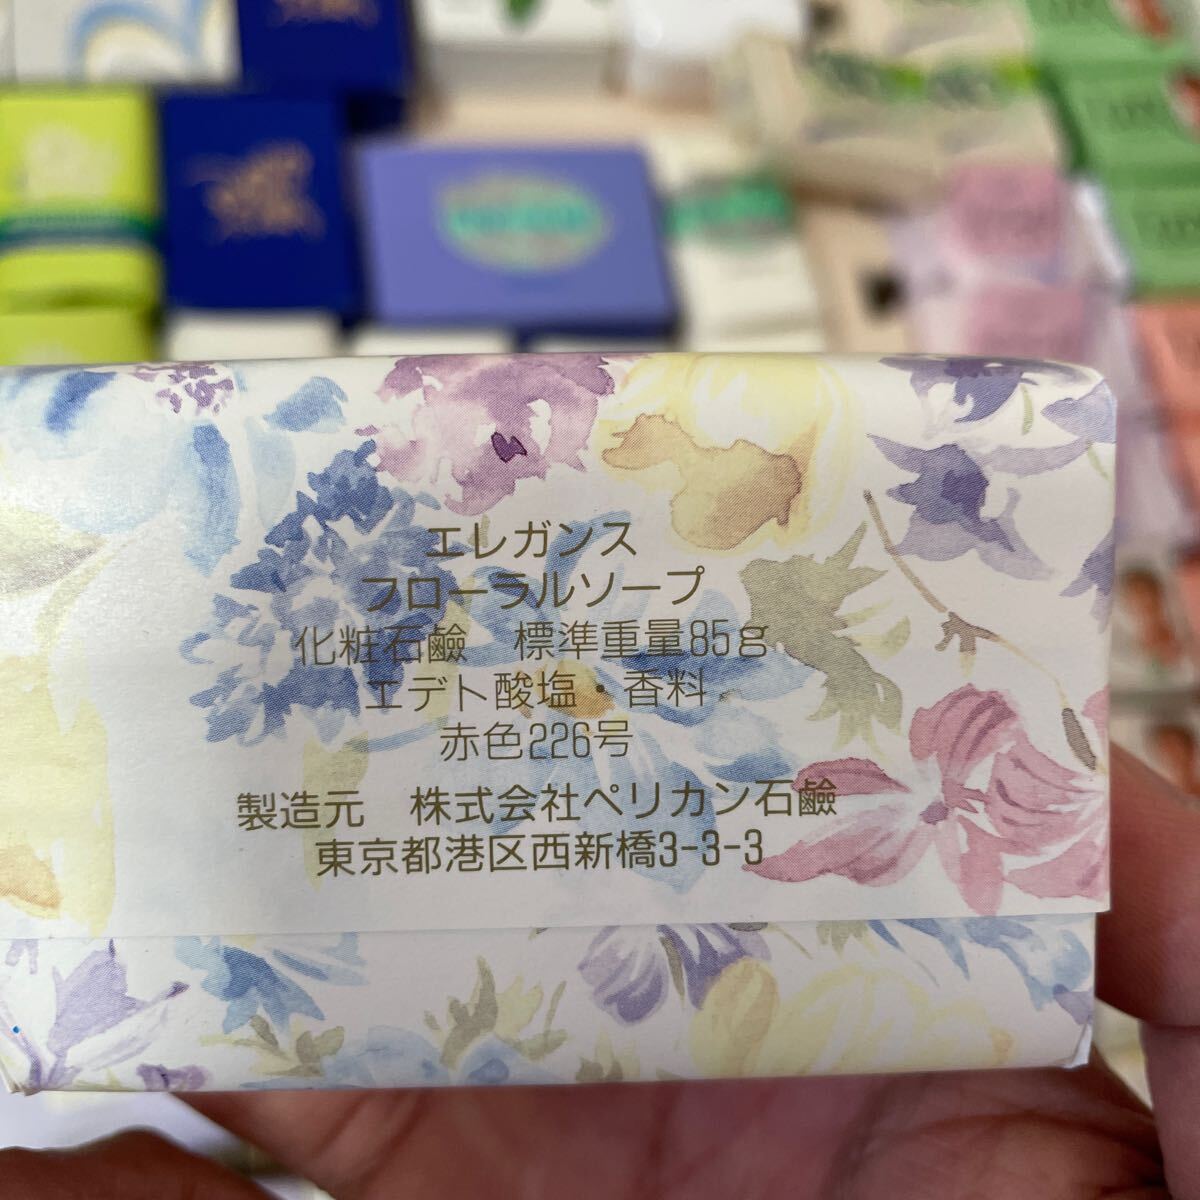 エレガンス
フローラルソープ
化粧石鹸　標準重量85g
エデト酸塩・香料
赤色226号
製造元　株式会社ペリカン石鹸
東京都港区西新橋3-3-3